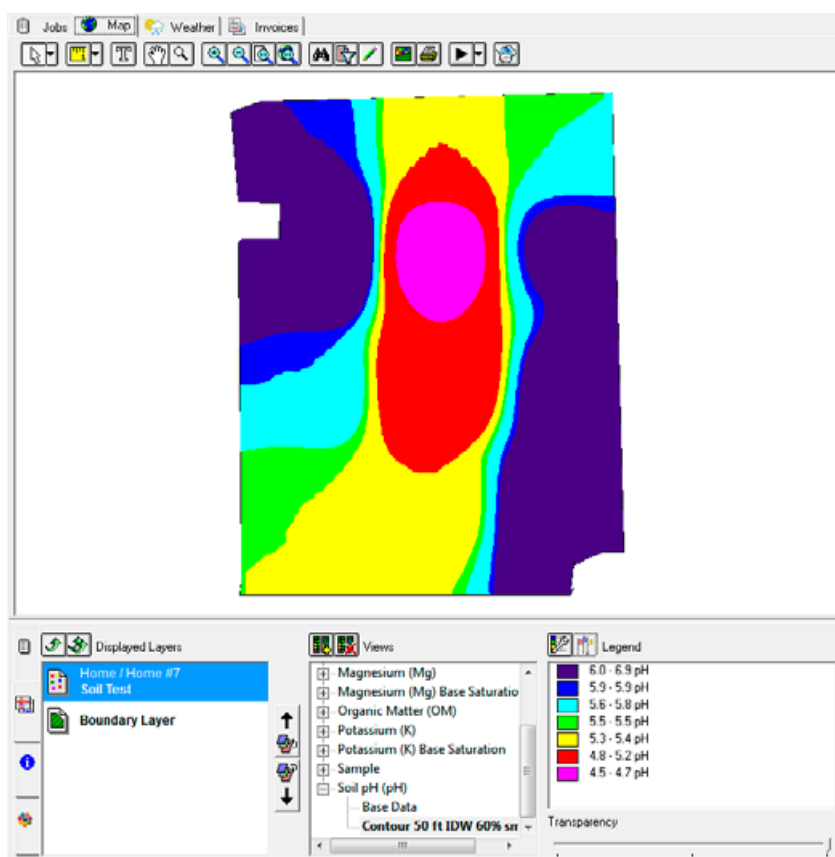 Jobs Map Weather Invoices
T
Displayed Layers
Home / Home #7
Soil Test
Boundary Layer
Views
Magnesium (Mg)
Magnesium (Mg) Base Saturatio
Organic Matter (OM)
Potassium (K)
Potassium (K) Base Saturation
Sample
Soil pH (pH)
Base Data
Contour 50 ft IDW 60% sm
Legend
6.0 - 6.9 pH
5.9 - 5.9 pH
5.6 - 5.8 pH
5.5 - 5.5 pH
5.3 - 5.4 pH
4.8 - 5.2 pH
4.5 - 4.7 pH
Transparency